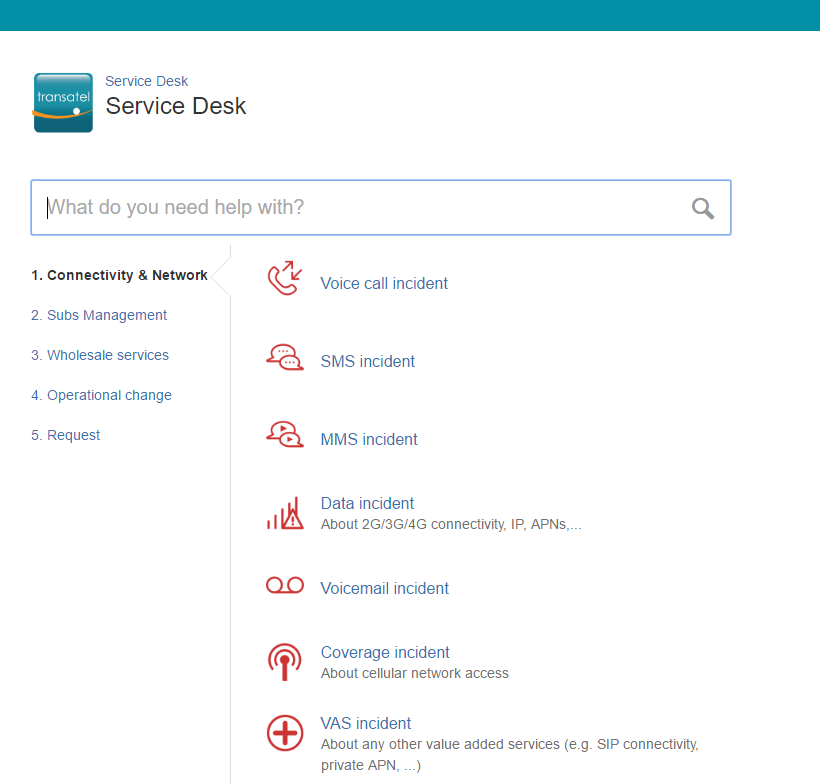 transatel
Service Desk
Service Desk
What do you need help with?
1. Connectivity & Network
2. Subs Management
3. Wholesale services
4. Operational change
5. Request
Voice call incident
SMS incident
MMS incident
Data incident
About 2G/3G/4G connectivity, IP, APNs,...
Voicemail incident
Coverage incident
About cellular network access
VAS incident
About any other value added services (e.g. SIP connectivity,
private APN, ...)